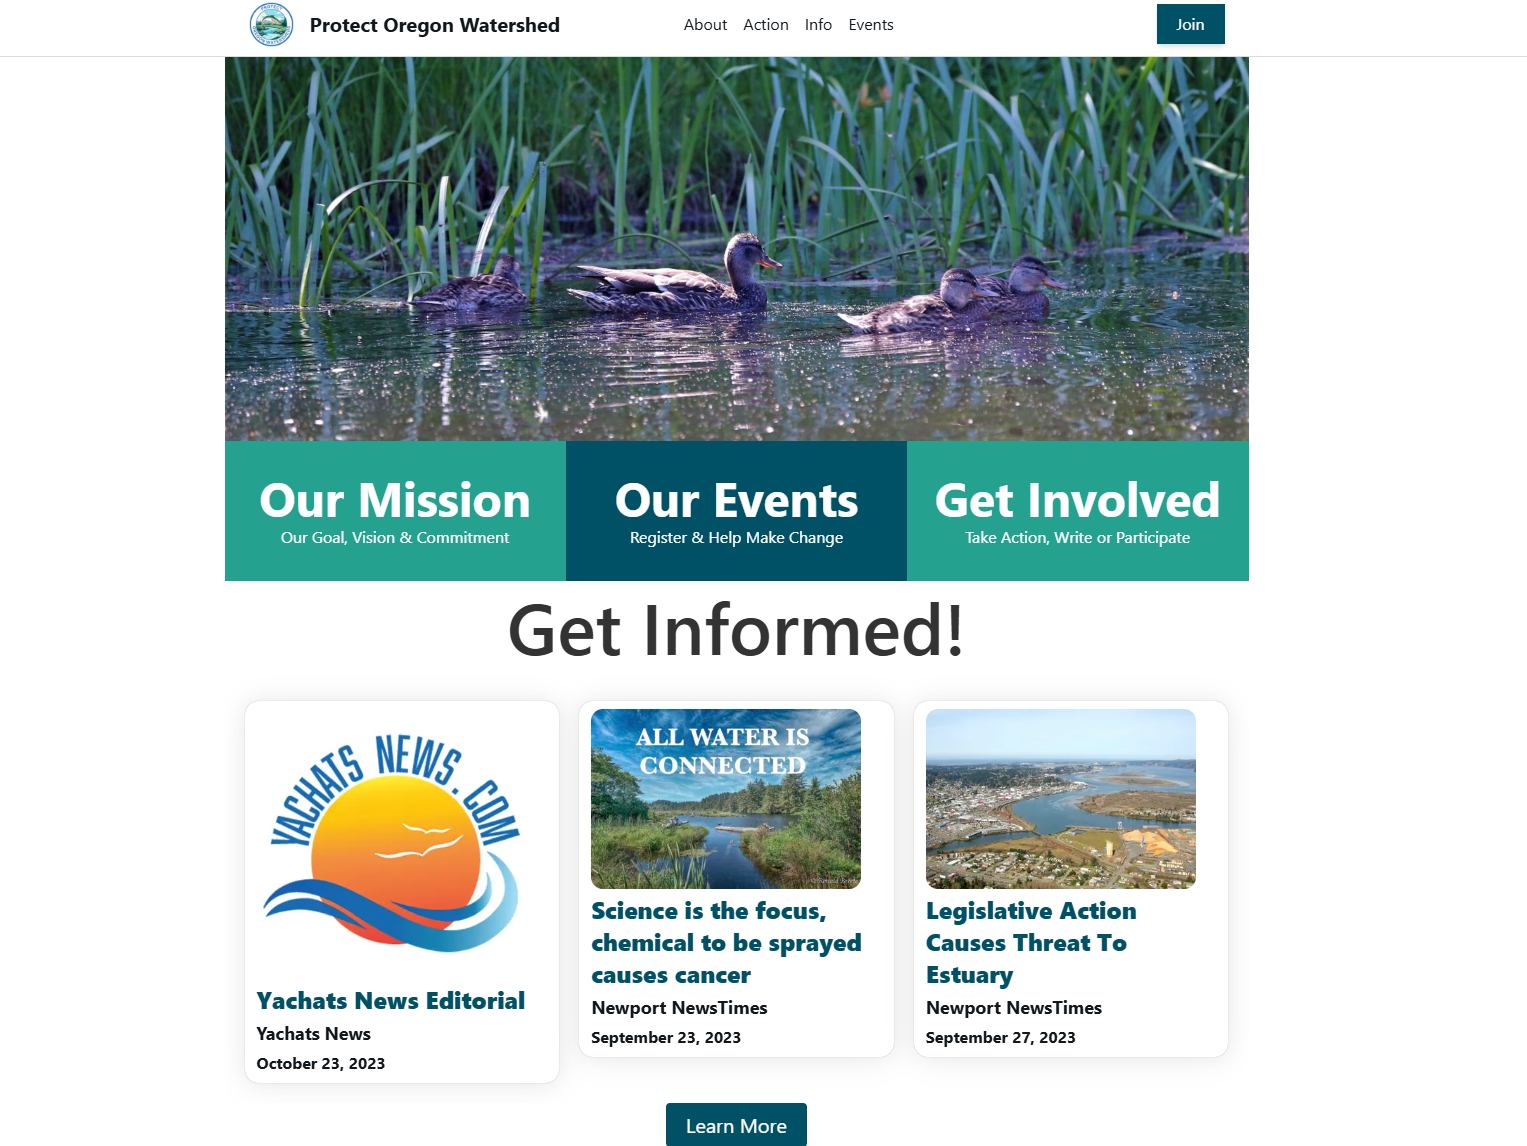 PROTECT
OREGON WATERSHED
Protect Oregon Watershed
About
Action
Info
Events
Join
Our Mission
Our Goal, Vision & Commitment
Our Events
Register & Help Make Change
Get Involved
Take Action, Write or Participate
Get Informed!
YACHATS NEWS.COM
Yachats News Editorial
Yachats News
October 23, 2023
ALL WATER IS
CONNECTED
Science is the focus,
chemical to be sprayed
causes cancer
Newport NewsTimes
September 23, 2023
Legislative Action
Causes Threat To
Estuary
Newport NewsTimes
September 27, 2023
Learn More